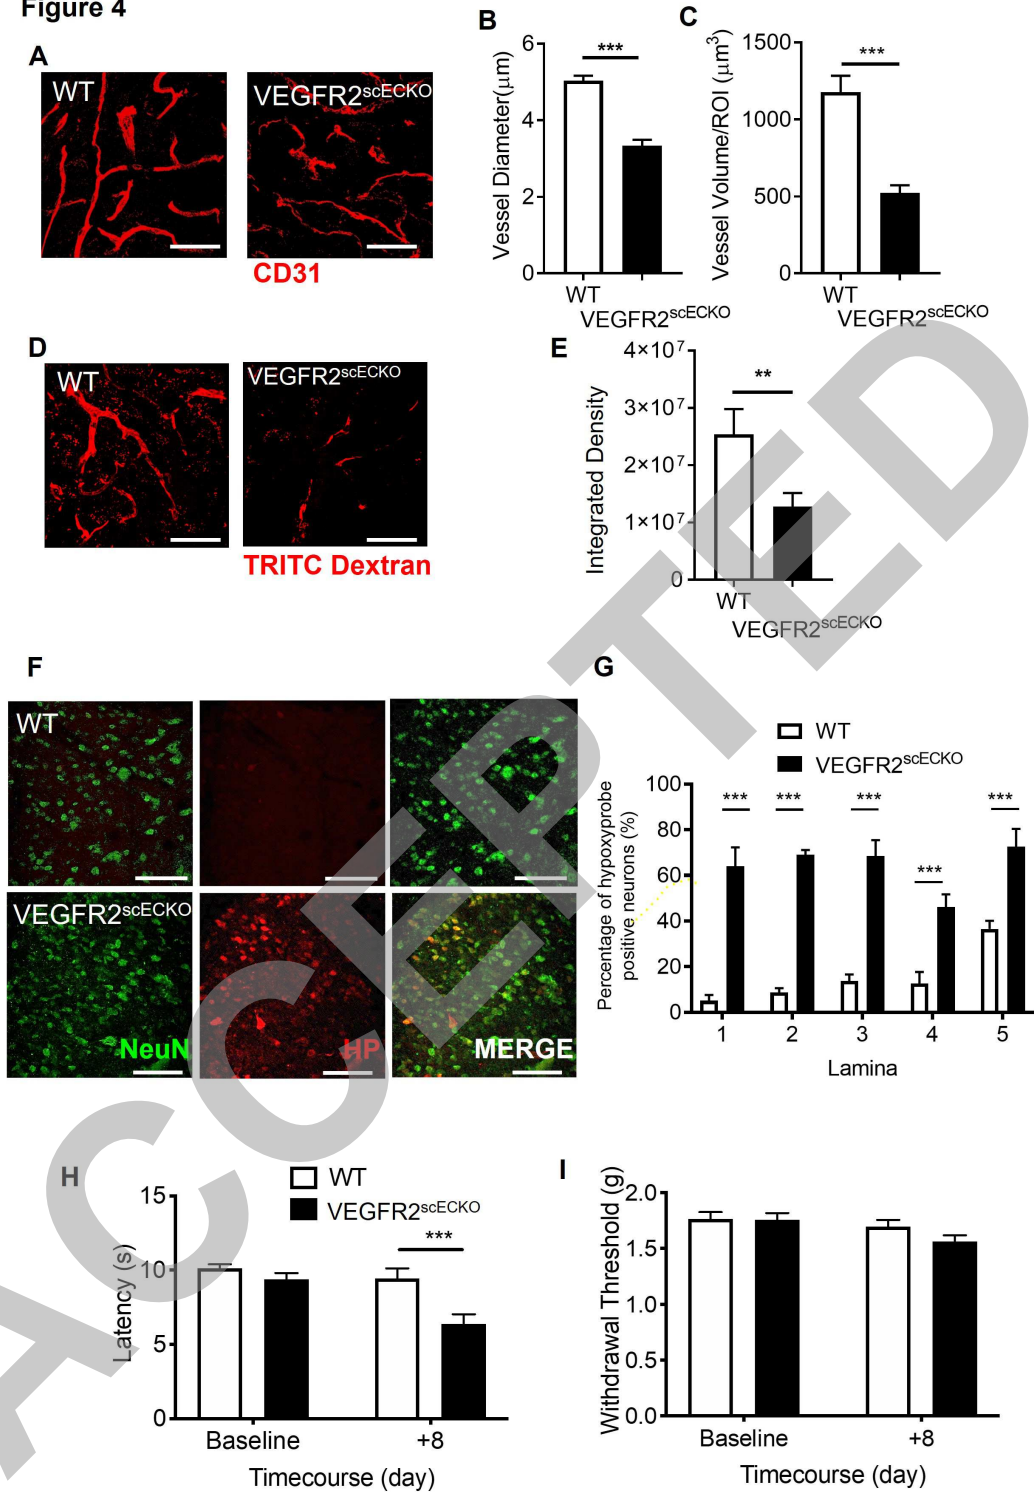 Figure 4
A
WT
VEGFR2scECKO
CD31
B
Vessel Diameter(μm)
6
4
2
0
***
WT
VEGFR2scECKO
C
Vessel Volume/ROI (μm³)
1500
1000
500
0
***
WT
VEGFR2scECKO
D
WT
VEGFR2scECKO
TRITC Dextran
E
Integrated Density
4×10⁷
3×10⁷
2×10⁷
1×10⁷
0
**
WT
VEGFR2scECKO
F
WT
VEGFR2scECKO
NeuN
HP
MERGE
G
WT
VEGFR2scECKO
Percentage of hypoxyprobe
positive neurons (%)
100
80
60
40
20
0
***
***
***
***
***
1 2 3 4 5
Lamina
H
WT
VEGFR2scECKO
Latency (s)
15
10
5
0
***
Baseline +8
Timecourse (day)
I
Withdrawal Threshold (g)
2.0
1.5
1.0
0.5
0.0
Baseline +8
Timecourse (day)
ACCEPTED